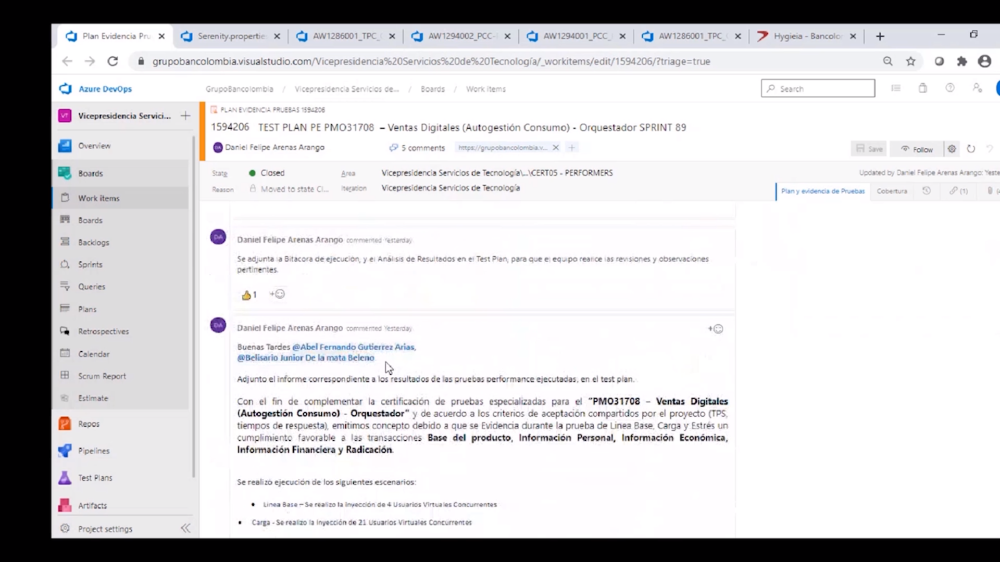 Plan Evidencia Pru
Serenity.propertie
AW1286001_TPC_
AW1294002_PCC-
AW1294001_PCC_
AW1286001_TPC_
Hygieia - Bancolo
grupobancolombia.visualstudio.com/Vicepresidencia%20Servicios%20de%20Tecnología/_workitems/edit/1594206/?triage=true
Azure DevOps
GrupoBancolombia / Vicepresidencia Servicios de... / Boards / Work items
Search
VT Vicepresidencia Servici...
PLAN EVIDENCIA PRUEBAS 1594206
1594206 TEST PLAN PE PMO31708 – Ventas Digitales (Autogestión Consumo) - Orquestador SPRINT 89
DA Daniel Felipe Arenas Arango
5 comments
https://grupobancolombia.v...
Save
Follow
State Closed
Area Vicepresidencia Servicios de Tecnología\...\CERT05 - PERFORMERS
Updated by Daniel Felipe Arenas Arango: Yeste
Reason Moved to state Cl...
Iteration Vicepresidencia Servicios de Tecnología
Plan y evidencia de Pruebas
Cobertura
(1)
Overview
Boards
Work items
Boards
Backlogs
Sprints
Queries
Plans
Retrospectives
Calendar
Scrum Report
Estimate
Repos
Pipelines
Test Plans
Artifacts
Project settings
DA
Daniel Felipe Arenas Arango commented Yesterday
Se adjunta la Bitácora de ejecución, y el Análisis de Resultados en el Test Plan, para que el equipo realice las revisiones y observaciones
pertinentes.
1
DA
Daniel Felipe Arenas Arango commented Yesterday
Buenas Tardes @Abel Fernando Gutierrez Arias,
@Belisario Junior De la mata Beleno
Adjunto el informe correspondiente a los resultados de las pruebas performance ejecutadas, en el test plan.
Con el fin de complementar la certificación de pruebas especializadas para el "PMO31708 – Ventas Digitales
(Autogestión Consumo) - Orquestador" y de acuerdo a los criterios de aceptación compartidos por el proyecto (TPS,
tiempos de respuesta), emitimos concepto debido a que se Evidencia durante la prueba de Linea Base, Carga y Estrés un
cumplimiento favorable a las transacciones Base del producto, Información Personal, Información Económica,
Información Financiera y Radicación.
Se realizó ejecución de los siguientes escenarios:
• Linea Base – Se realizo la inyección de 4 Usuarios Virtuales Concurrentes
• Carga - Se realizo la inyección de 21 Usuarios Virtuales Concurrentes